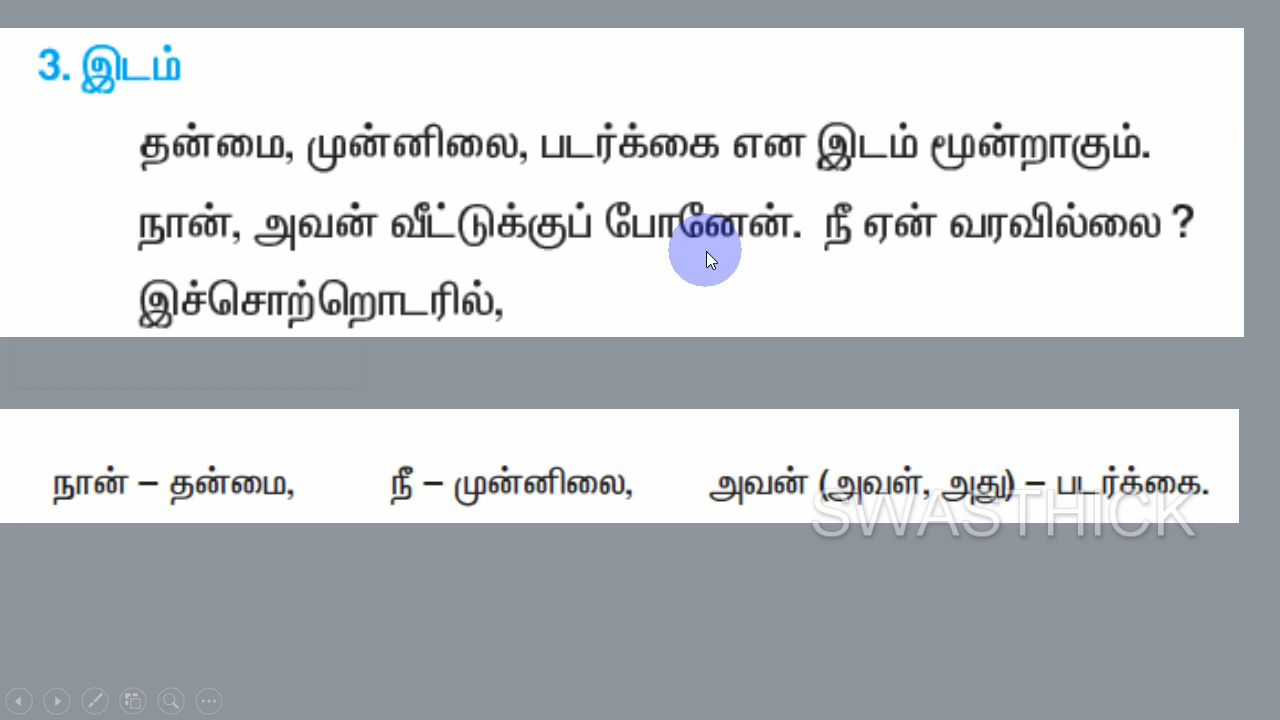 3. இடம்
தன்மை, முன்னிலை, படர்க்கை என இடம் மூன்றாகும்.
நான், அவன் வீட்டுக்குப் போனேன். நீ ஏன் வரவில்லை ?
இச்சொற்றொடரில்,
நான் – தன்மை, நீ – முன்னிலை, அவன் (அவள், அது) – படர்க்கை.
SWASTHICK